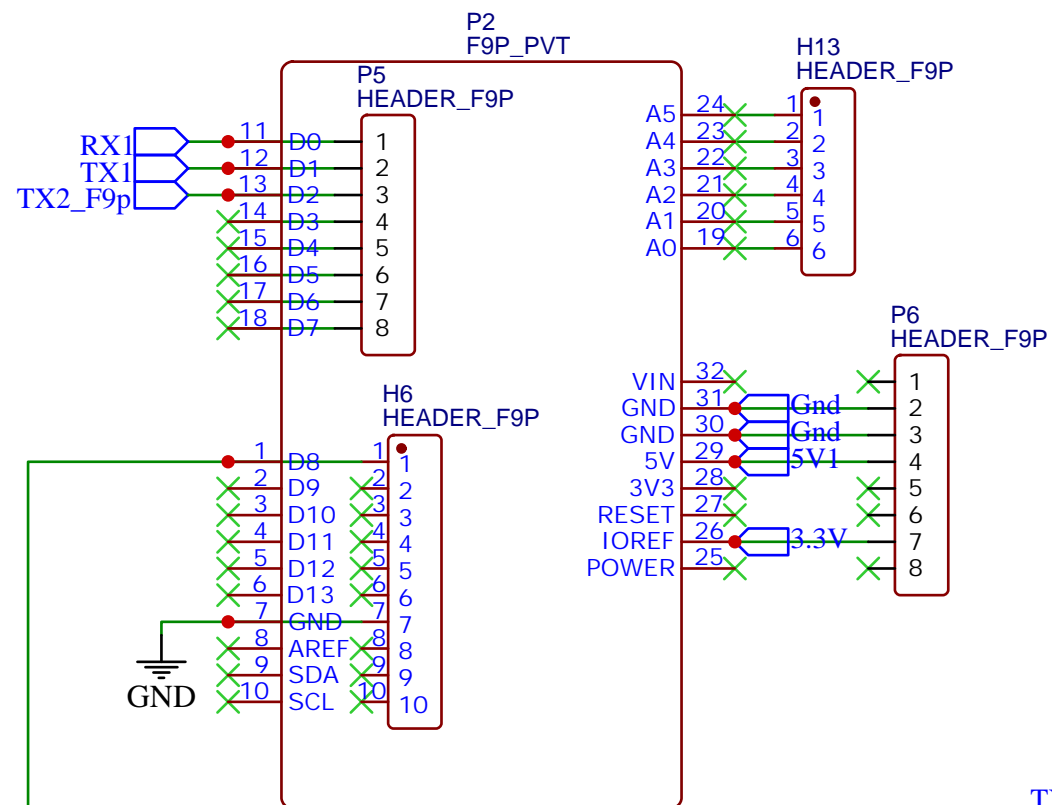 P2
F9P_PVT
P5
HEADER_F9P
RX1 11 D0 1
TX1 12 D1 2
TX2_F9p 13 D2 3
14 D3 4
15 D4 5
16 D5 6
17 D6 7
18 D7 8
H13
HEADER_F9P
A5 24 1 1
A4 23 2 2
A3 22 3 3
A2 21 4 4
A1 20 5 5
A0 19 6 6
P6
HEADER_F9P
VIN 32 1
GND 31 Gnd 2
GND 30 Gnd 3
5V 29 5V1 4
3V3 28 5
RESET 27 6
IOREF 26 3.3V 7
POWER 25 8
H6
HEADER_F9P
1 D8 1 1
2 D9 2 2
3 D10 3 3
4 D11 4 4
5 D12 5 5
6 D13 6 6
7 GND 7 7
8 AREF 8 8
9 SDA 9 9
10 SCL 10 10
GND